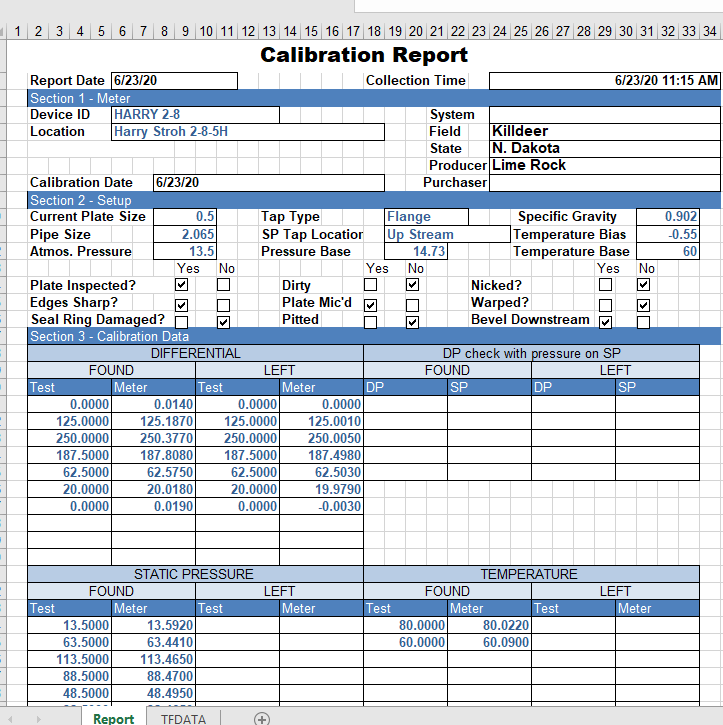 1 2 3 4 5 6 7 8 9 10 11 12 13 14 15 16 17 18 19 20 21 22 23 24 25 26 27 28 29 30 31 32 33 34
Calibration Report
Report Date 6/23/20 Collection Time 6/23/20 11:15 AM
Section 1 - Meter
Device ID HARRY 2-8 System
Location Harry Stroh 2-8-5H Field Killdeer
State N. Dakota
Producer Lime Rock
Calibration Date 6/23/20 Purchaser
Section 2 - Setup
Current Plate Size 0.5 Tap Type Flange Specific Gravity 0.902
Pipe Size 2.065 SP Tap Location Up Stream Temperature Bias -0.55
Atmos. Pressure 13.5 Pressure Base 14.73 Temperature Base 60
Yes No Yes No Yes No
Plate Inspected? Dirty Nicked?
Edges Sharp? Plate Mic'd Warped?
Seal Ring Damaged? Pitted Bevel Downstream
Section 3 - Calibration Data
DIFFERENTIAL DP check with pressure on SP
FOUND LEFT FOUND LEFT
Test Meter Test Meter DP SP DP SP
0.0000 0.0140 0.0000 0.0000
125.0000 125.1870 125.0000 125.0010
250.0000 250.3770 250.0000 250.0050
187.5000 187.8080 187.5000 187.4980
62.5000 62.5750 62.5000 62.5030
20.0000 20.0180 20.0000 19.9790
0.0000 0.0190 0.0000 -0.0030
STATIC PRESSURE TEMPERATURE
FOUND LEFT FOUND LEFT
Test Meter Test Meter Test Meter Test Meter
13.5000 13.5920 80.0000 80.0220
63.5000 63.4410 60.0000 60.0900
113.5000 113.4650
88.5000 88.4700
48.5000 48.4950
Report TFDATA